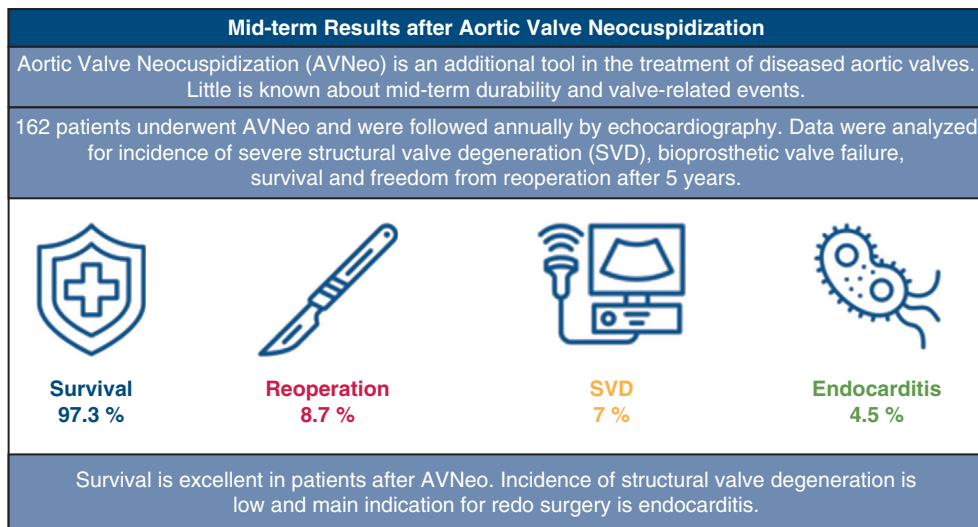 Mid-term Results after Aortic Valve Neocuspidization
Aortic Valve Neocuspidization (AVNeo) is an additional tool in the treatment of diseased aortic valves.
Little is known about mid-term durability and valve-related events.
162 patients underwent AVNeo and were followed annually by echocardiography. Data were analyzed
for incidence of severe structural valve degeneration (SVD), bioprosthetic valve failure,
survival and freedom from reoperation after 5 years.
Survival
97.3 %
Reoperation
8.7 %
SVD
7 %
Endocarditis
4.5 %
Survival is excellent in patients after AVNeo. Incidence of structural valve degeneration is
low and main indication for redo surgery is endocarditis.